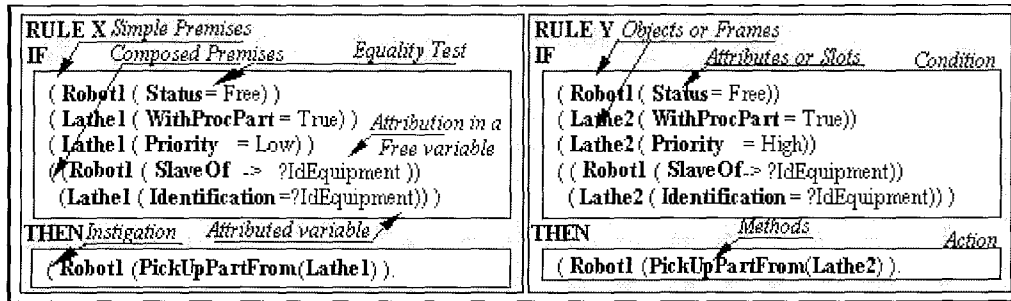 RULE X Simple Premises
IF Composed Premises Equality Test
( Robot1 ( Status = Free) )
( Lathe1 ( WithProcPart = True) )
( Lathe1 ( Priority = Low) )
Attribution in a
Free variable
( (Robot1 ( SlaveOf -> ?IdEquipment ))
(Lathe1 ( Identification =?IdEquipment)) )
THEN Instigation Attributed variable
( Robot1 (PickUpPartFrom(Lathe1) ).
RULE Y Objects or Frames
IF Attributes or Slots Condition
( Robot1 ( Status = Free))
( Lathe2 ( WithProcPart = True))
( Lathe2 ( Priority = High))
( ( Robot1 ( SlaveOf -> ?IdEquipment))
(Lathe2 ( Identification = ?IdEquipment)) )
THEN Methods Action
( Robot1 (PickUpPartFrom(Lathe2) ).